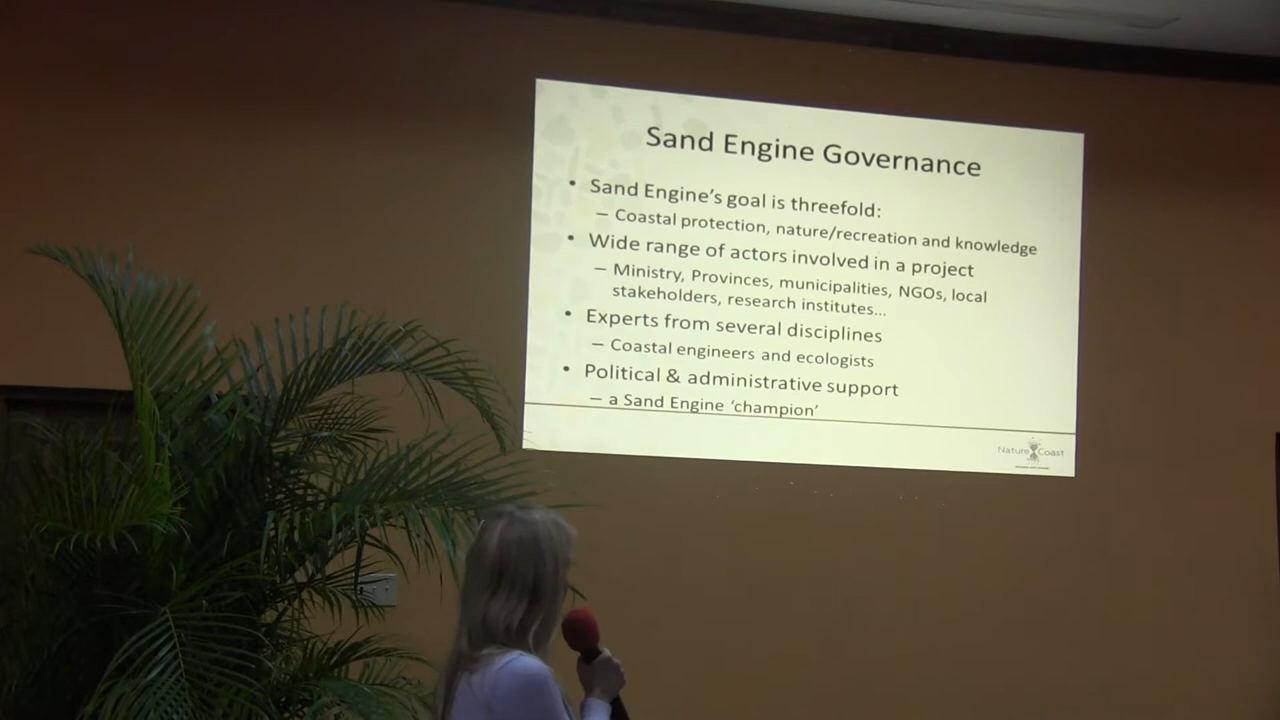 Sand Engine Governance
• Sand Engine's goal is threefold:
– Coastal protection, nature/recreation and knowledge
• Wide range of actors involved in a project
– Ministry, Provinces, municipalities, NGOs, local
stakeholders, research institutes...
• Experts from several disciplines
– Coastal engineers and ecologists
• Political & administrative support
– a Sand Engine 'champion'
Nature Coast